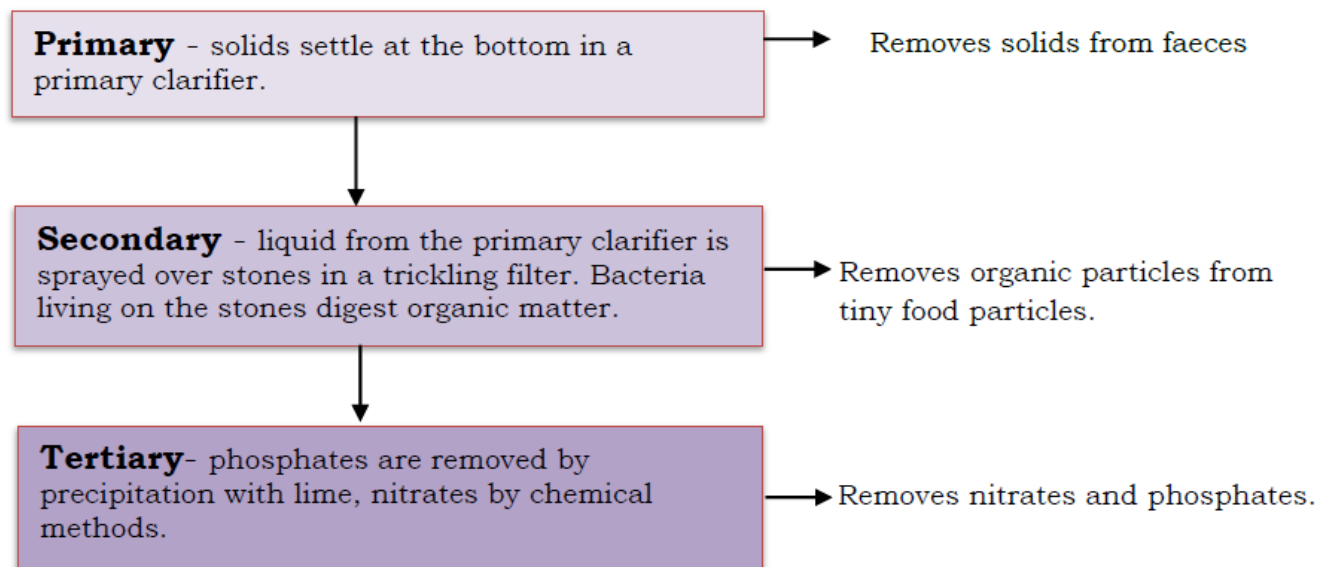 Primary - solids settle at the bottom in a
primary clarifier.
Removes solids from faeces
Secondary - liquid from the primary clarifier is
sprayed over stones in a trickling filter. Bacteria
living on the stones digest organic matter.
Removes organic particles from
tiny food particles.
Tertiary- phosphates are removed by
precipitation with lime, nitrates by chemical
methods.
Removes nitrates and phosphates.